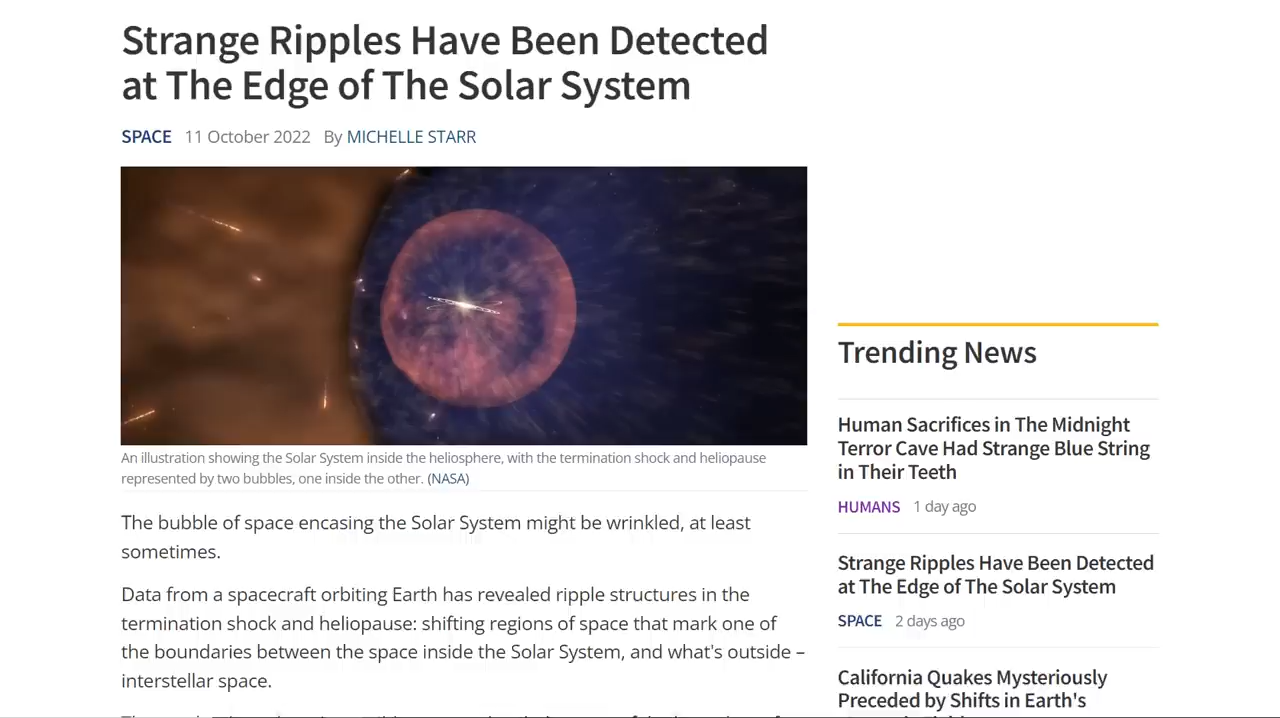 Strange Ripples Have Been Detected
at The Edge of The Solar System
SPACE 11 October 2022 By MICHELLE STARR
An illustration showing the Solar System inside the heliosphere, with the termination shock and heliopause
represented by two bubbles, one inside the other. (NASA)
The bubble of space encasing the Solar System might be wrinkled, at least
sometimes.
Data from a spacecraft orbiting Earth has revealed ripple structures in the
termination shock and heliopause: shifting regions of space that mark one of
the boundaries between the space inside the Solar System, and what's outside –
interstellar space.
Trending News
Human Sacrifices in The Midnight
Terror Cave Had Strange Blue String
in Their Teeth
HUMANS 1 day ago
Strange Ripples Have Been Detected
at The Edge of The Solar System
SPACE 2 days ago
California Quakes Mysteriously
Preceded by Shifts in Earth's